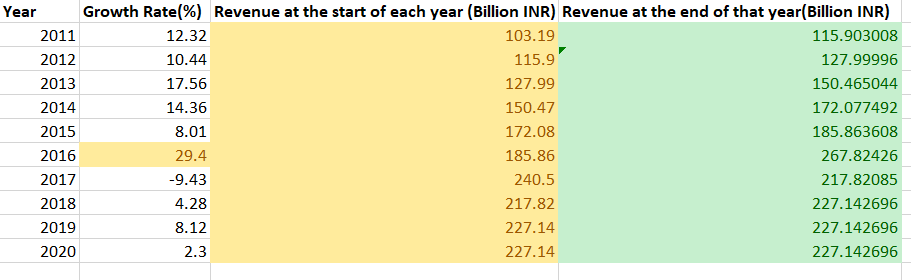 Year Growth Rate(%) Revenue at the start of each year (Billion INR) Revenue at the end of that year(Billion INR)
2011 12.32 103.19 115.903008
2012 10.44 115.9 127.99996
2013 17.56 127.99 150.465044
2014 14.36 150.47 172.077492
2015 8.01 172.08 185.863608
2016 29.4 185.86 267.82426
2017 -9.43 240.5 217.82085
2018 4.28 217.82 227.142696
2019 8.12 227.14 227.142696
2020 2.3 227.14 227.142696